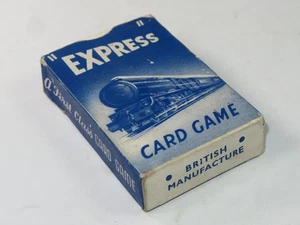 "EXPRESS"
CARD GAME
A First Class CARD GAME
• BRITISH •
MANUFACTURE